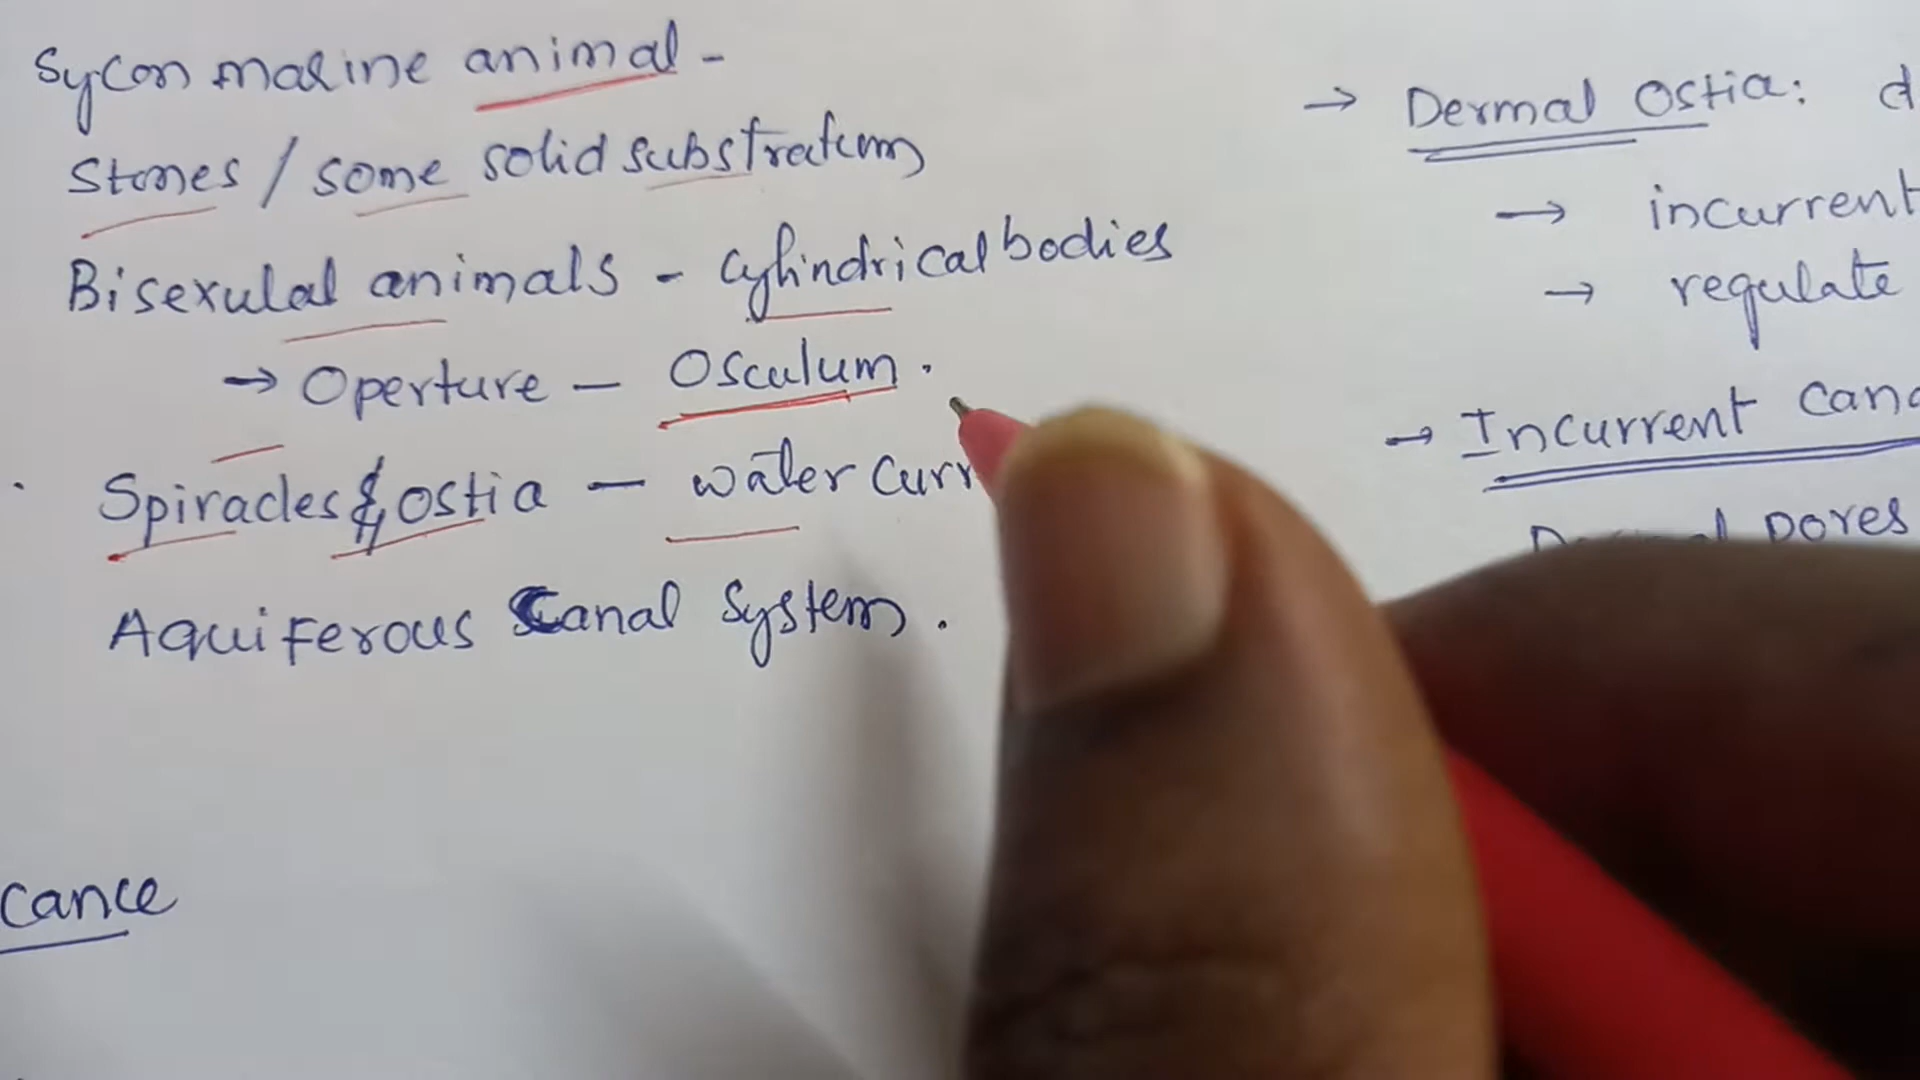 Sycon marine animal -
Stones / some solid substratum
Bisexulal animals - Cylindrical bodies
→ Operture - Osculum.
Spiracles & ostia - water curr
Aquiferous Canal System.
cance
→ Dermal Ostia: d
→ incurrent
→ regulate
→ Incurrent Cana
pores